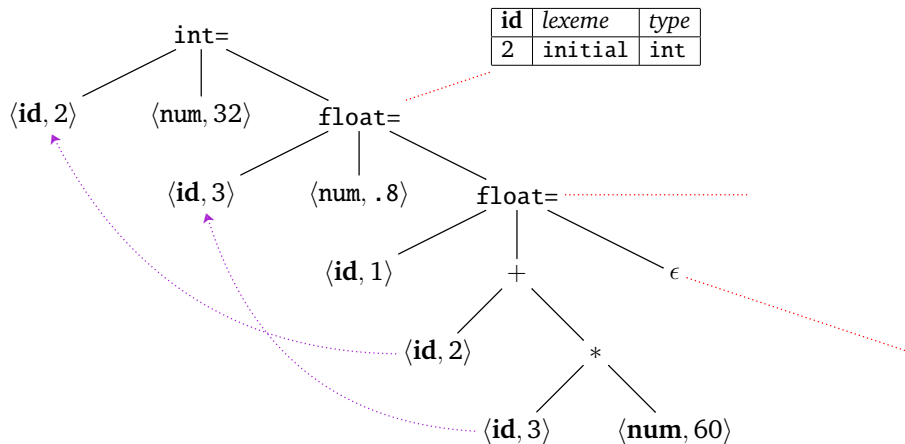 id lexeme type
2 initial int
int=
⟨id, 2⟩ ⟨num, 32⟩ float=
⟨id, 3⟩ ⟨num, .8⟩ float=
⟨id, 1⟩ + ϵ
⟨id, 2⟩ *
⟨id, 3⟩ ⟨num, 60⟩